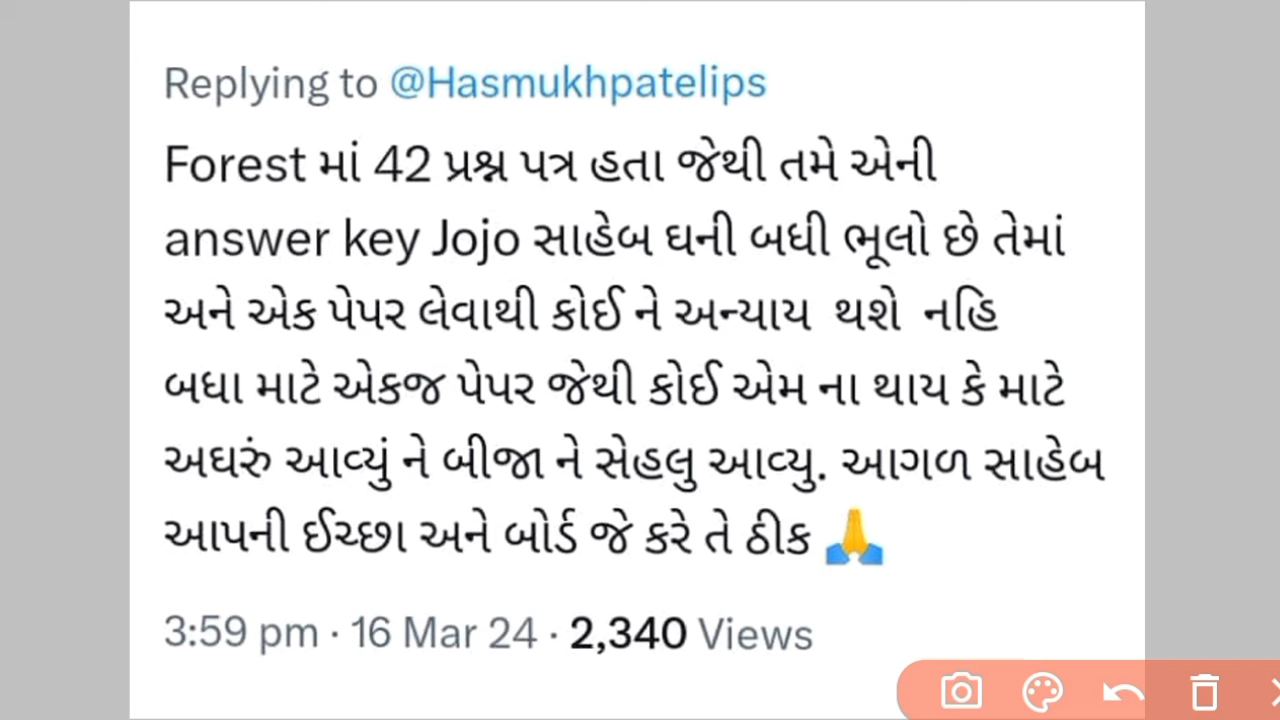 Replying to @Hasmukhpatelips
Forest માં 42 પ્રશ્ન પત્ર હતા જેથી તમે એની
answer key Jojo સાહેબ ઘની બધી ભૂલો છે તેમાં
અને એક પેપર લેવાથી કોઈ ને અન્યાય થશે નહિ
બધા માટે એકજ પેપર જેથી કોઈ એમ ના થાય કે માટે
અઘરું આવ્યું ને બીજા ને સેહલુ આવ્યુ. આગળ સાહેબ
આપની ઈચ્છા અને બોર્ડ જે કરે તે ઠીક 🙏
3:59 pm · 16 Mar 24 · 2,340 Views